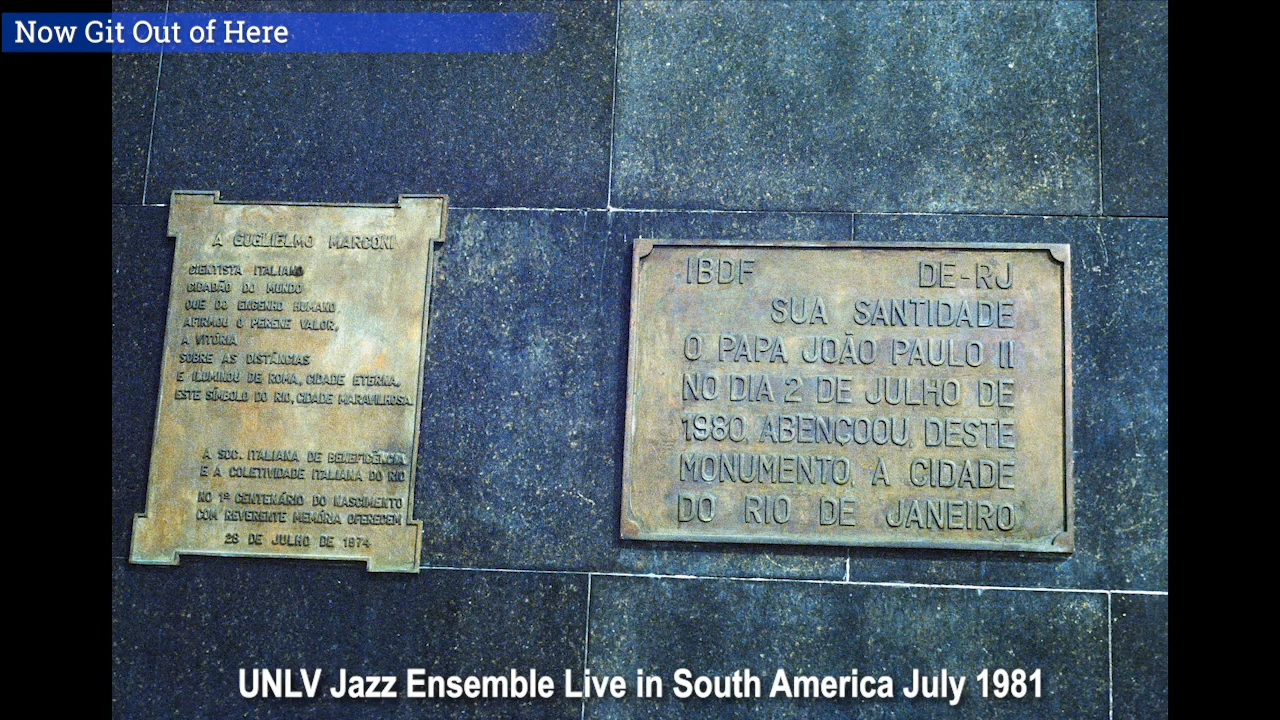 Now Git Out of Here
A GUGLIELMO MARCONI
CIENTISTA ITALIANO
CIDADÃO DO MUNDO
QUE DO ENGENHO HUMANO,
AFIRMOU O PERENE VALOR,
A VITÓRIA
SOBRE AS DISTÂNCIAS
E ILUMINOU DE ROMA, CIDADE ETERNA,
ESTE SÍMBOLO DO RIO, CIDADE MARAVILHOSA.
A SOC. ITALIANA DE BENEFICÊNCIA
E A COLETIVIDADE ITALIANA DO RIO
NO 1º CENTENÁRIO DO NASCIMENTO
COM REVERENTE MEMÓRIA OFERECEM
28 DE JULHO DE 1974
IBDF DE-RJ
SUA SANTIDADE
O PAPA JOÃO PAULO II
NO DIA 2 DE JULHO DE
1980, ABENÇOOU, DESTE
MONUMENTO, A CIDADE
DO RIO DE JANEIRO
UNLV Jazz Ensemble Live in South America July 1981